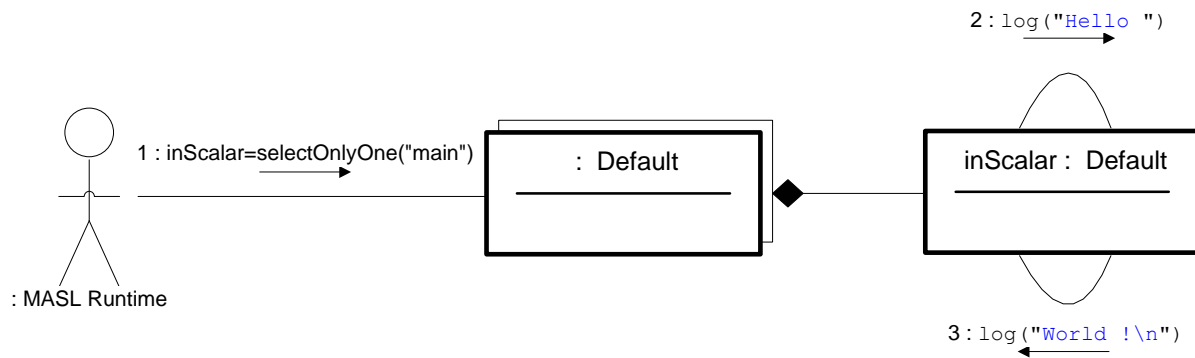 2 : log("Hello ")
1 : inScalar=selectOnlyOne("main")
: Default
inScalar : Default
: MASL Runtime
3 : log("World !\n")